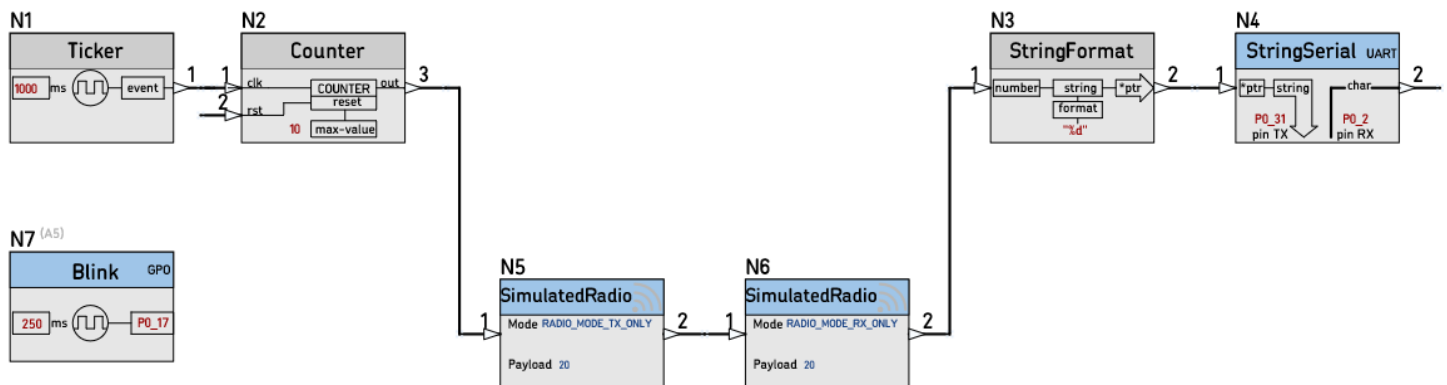 N1
Ticker
1000 ms event
1
N2
Counter
1 clk COUNTER out 3
reset
2 rst
10 max-value
N3
StringFormat
1 number string *ptr 2
format
"%d"
N4
StringSerial UART
1 *ptr string char 2
P0_31 P0_2
pin TX pin RX
N7 (A5)
Blink GPO
250 ms P0_17
N5
SimulatedRadio
1 Mode RADIO_MODE_TX_ONLY 2
Payload 20
N6
SimulatedRadio
1 Mode RADIO_MODE_RX_ONLY 2
Payload 20